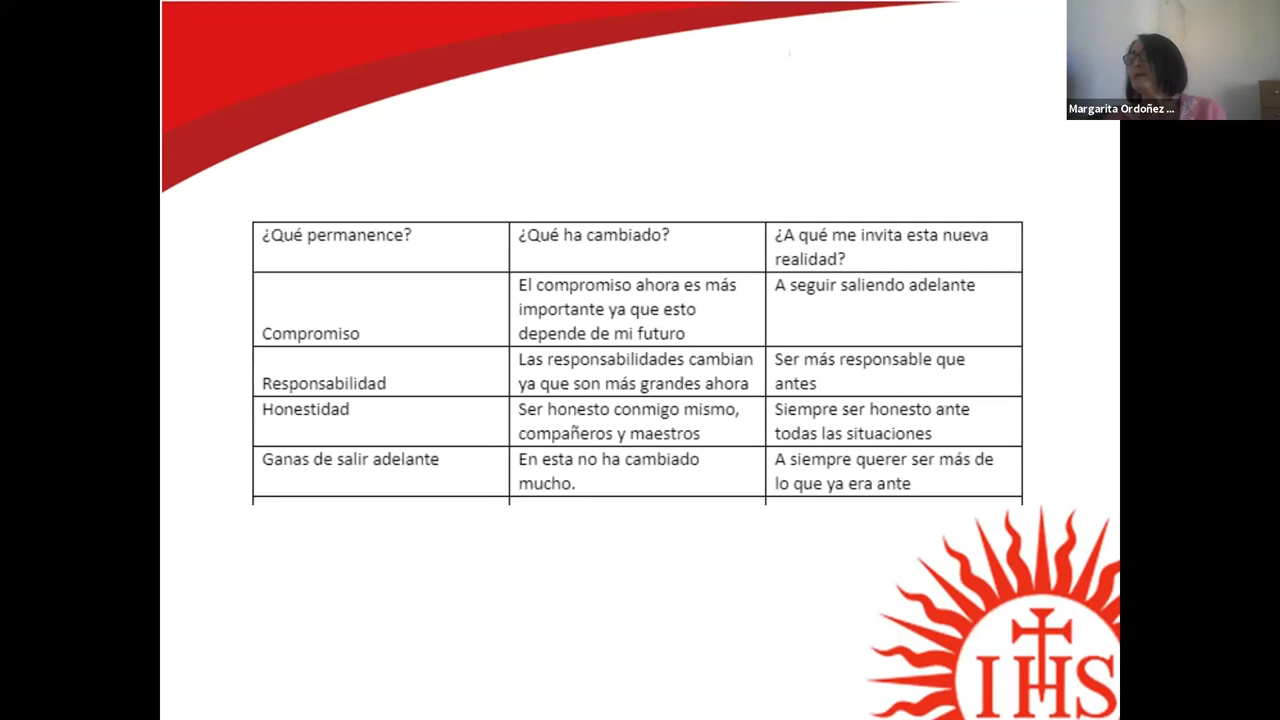 Margarita Ordoñez ...
¿Qué permanence?
¿Qué ha cambiado?
¿A qué me invita esta nueva
realidad?
Compromiso
El compromiso ahora es más
importante ya que esto
depende de mi futuro
A seguir saliendo adelante
Responsabilidad
Las responsabilidades cambian
ya que son más grandes ahora
Ser más responsable que
antes
Honestidad
Ser honesto conmigo mismo,
compañeros y maestros
Siempre ser honesto ante
todas las situaciones
Ganas de salir adelante
En esta no ha cambiado
mucho.
A siempre querer ser más de
lo que ya era ante
IHS